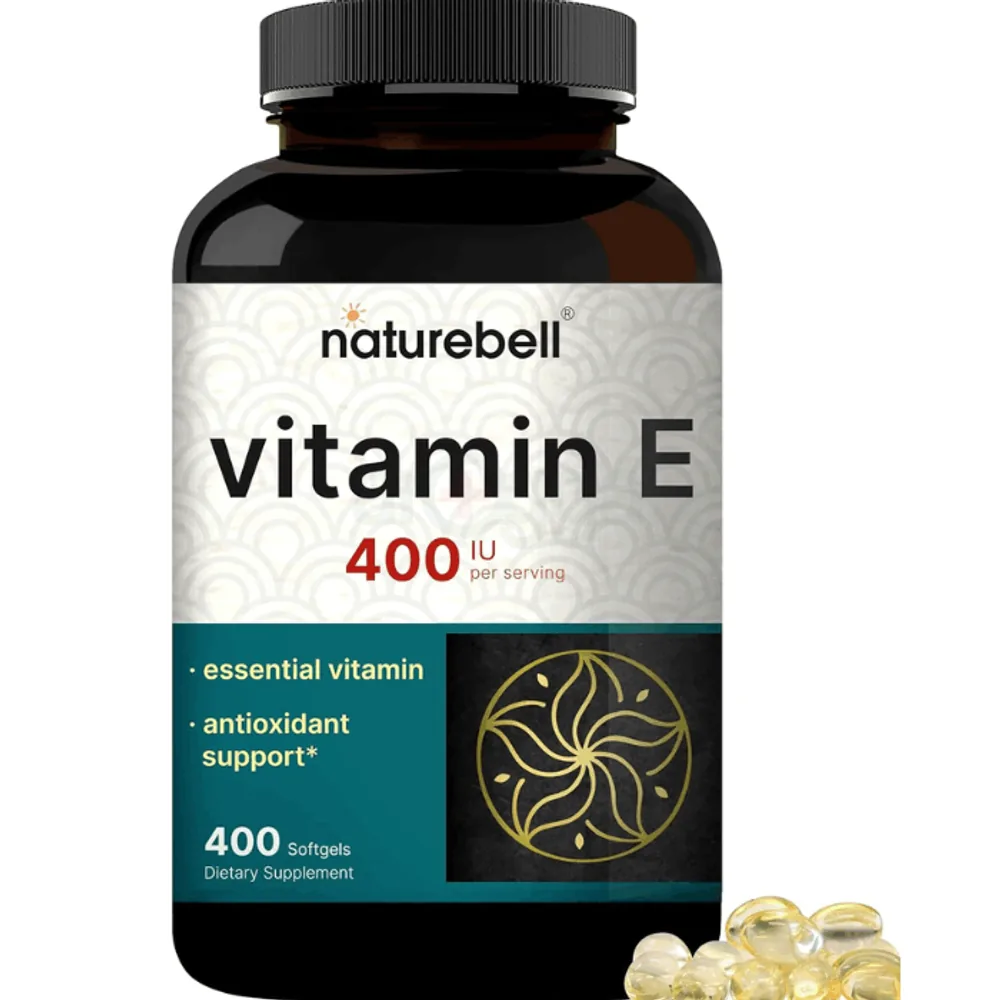 naturebell®
vitamin E
400 IU
per serving
· essential vitamin
· antioxidant
support*
400 Softgels
Dietary Supplement